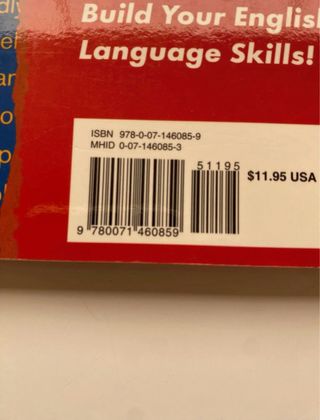 dly
Build Your English
Language Skills!
ISBN 978-0-07-146085-9
MHID 0-07-146085-3
51195
$11.95 USA
9 780071 460859